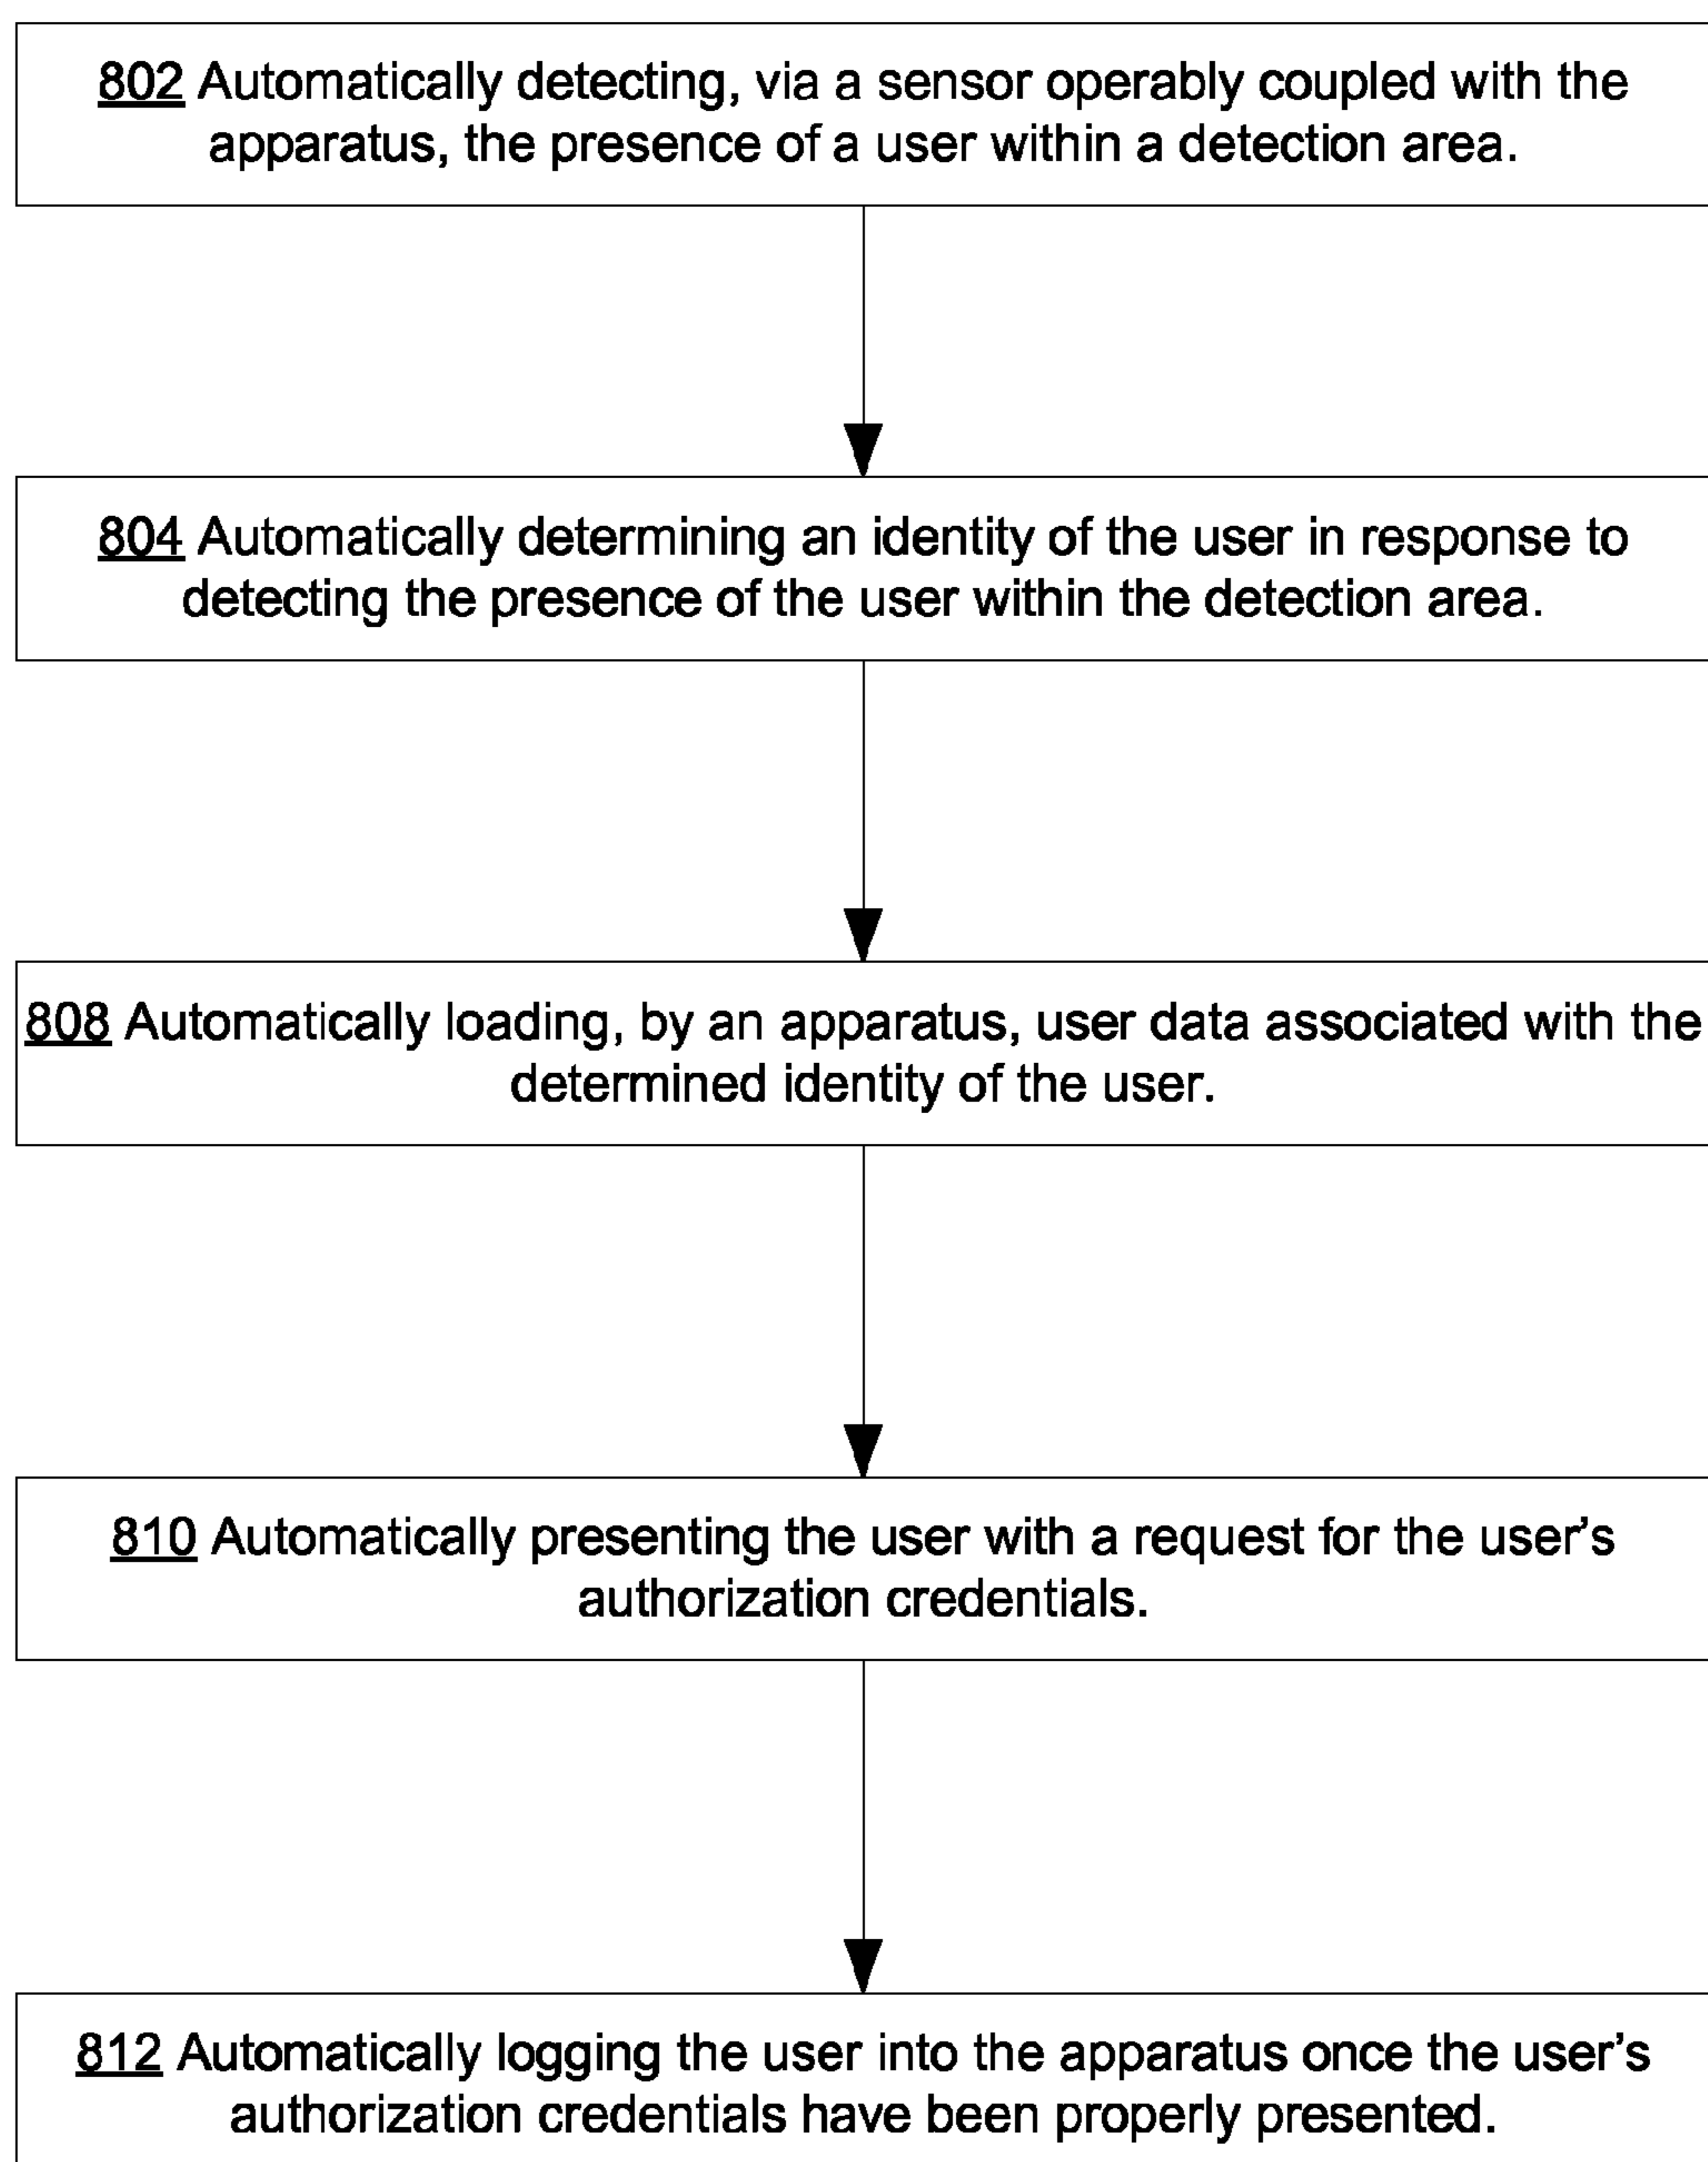 802 Automatically detecting, via a sensor operably coupled with the
apparatus, the presence of a user within a detection area.
804 Automatically determining an identity of the user in response to
detecting the presence of the user within the detection area.
808 Automatically loading, by an apparatus, user data associated with the
determined identity of the user.
810 Automatically presenting the user with a request for the user’s
authorization credentials.
812 Automatically logging the user into the apparatus once the user’s
authorization credentials have been properly presented.